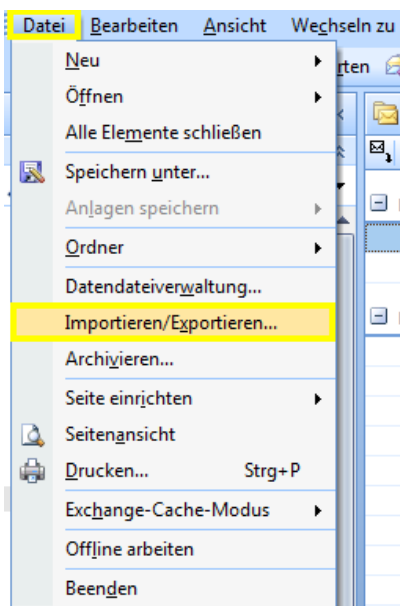 Datei Bearbeiten Ansicht Wechseln zu
Neu
Öffnen
Alle Elemente schließen
Speichern unter...
Anlagen speichern
Ordner
Datendateiverwaltung...
Importieren/Exportieren...
Archivieren...
Seite einrichten
Seitenansicht
Drucken... Strg+P
Exchange-Cache-Modus
Offline arbeiten
Beenden